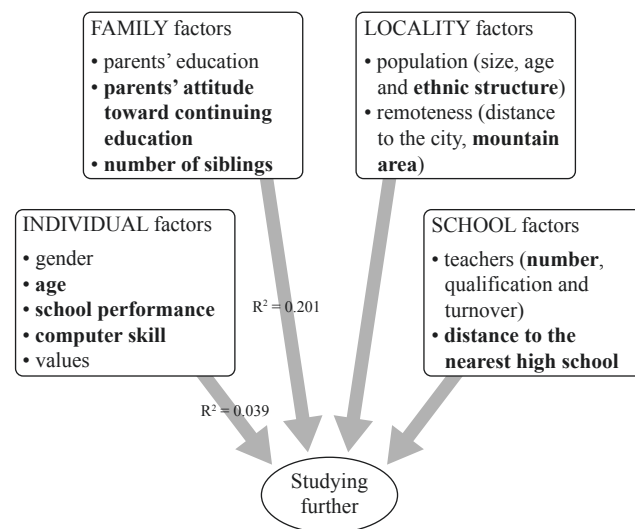 FAMILY factors
• parents’ education
• parents’ attitude
toward continuing
education
• number of siblings
LOCALITY factors
• population (size, age
and ethnic structure)
• remoteness (distance
to the city, mountain
area)
INDIVIDUAL factors
• gender
• age
• school performance
• computer skill
• values
SCHOOL factors
• teachers (number,
qualification and
turnover)
• distance to the
nearest high school
R² = 0.201
R² = 0.039
Studying
further